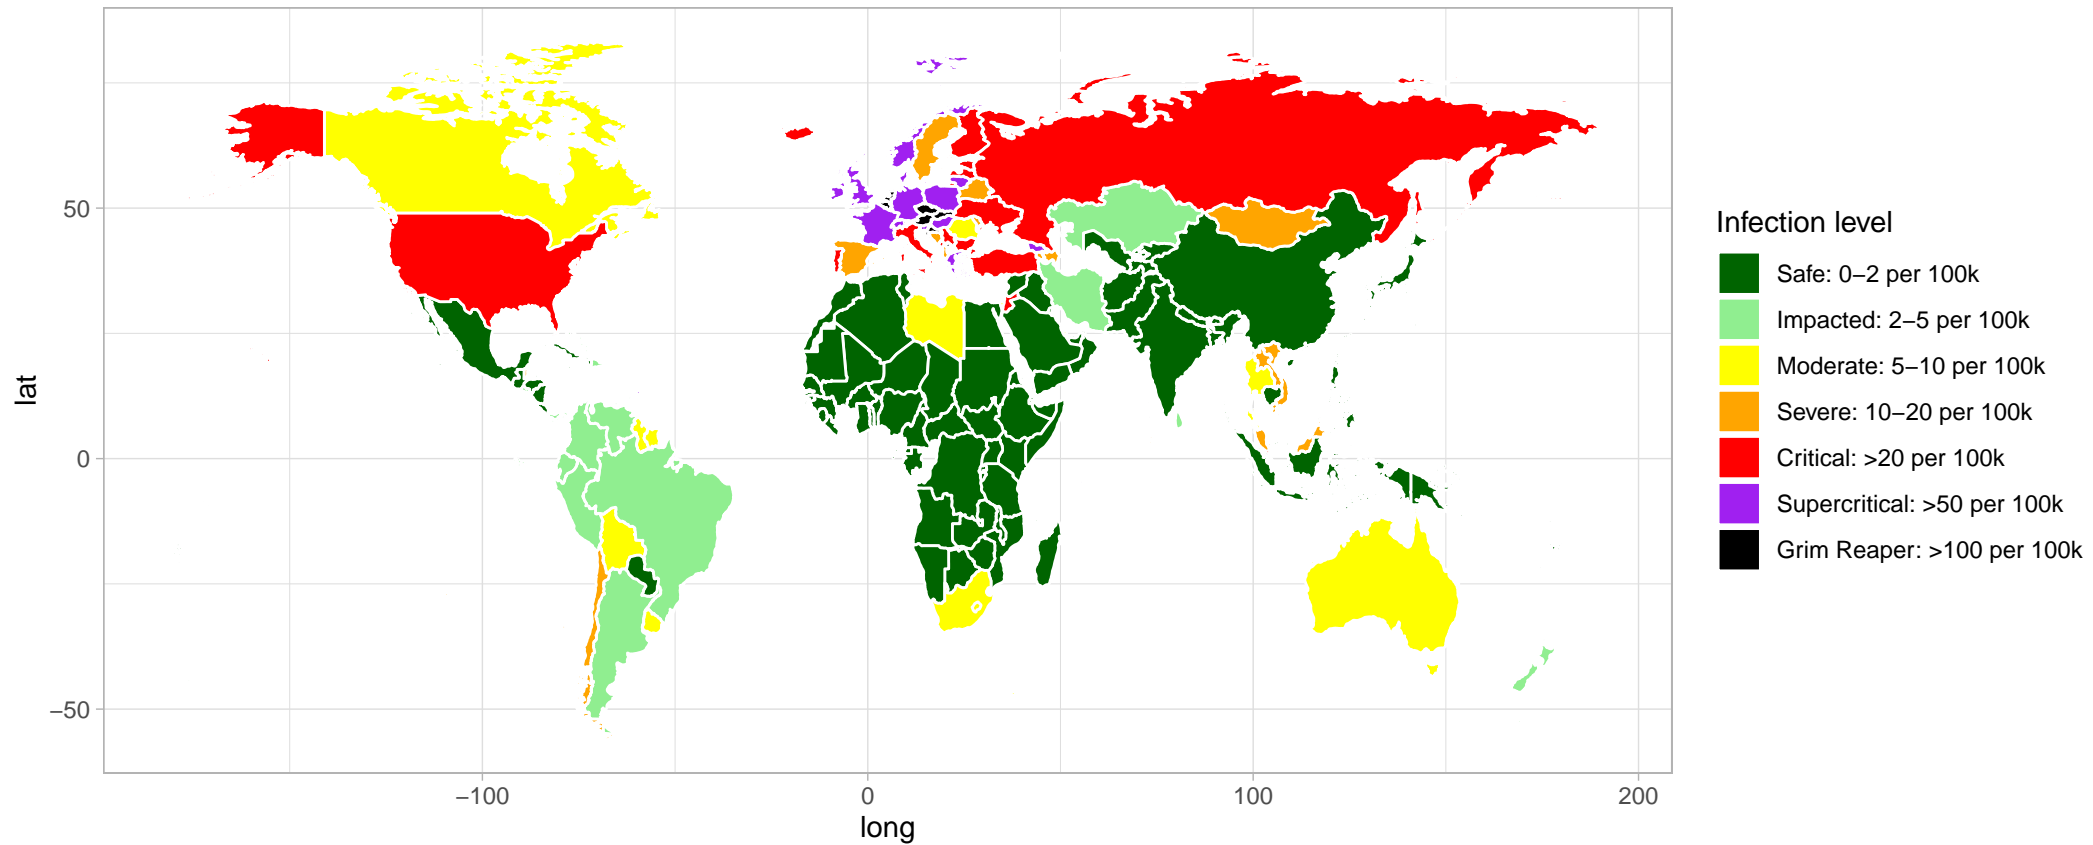 50
0
−50
lat
−100
0
100
200
long
Infection level
Safe: 0−2 per 100k
Impacted: 2−5 per 100k
Moderate: 5−10 per 100k
Severe: 10−20 per 100k
Critical: >20 per 100k
Supercritical: >50 per 100k
Grim Reaper: >100 per 100k